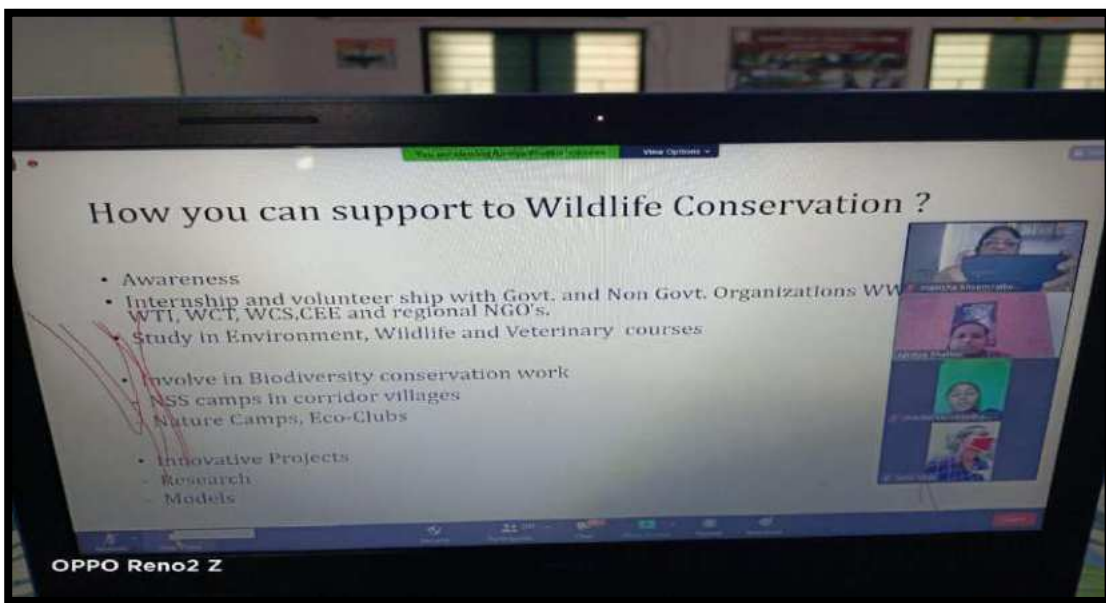 View Options
How you can support to Wildlife Conservation ?
• Awareness
• Internship and volunteer ship with Govt. and Non Govt. Organizations WW
WTI, WCT, WCS,CEE and regional NGO's.
• Study in Environment, Wildlife and Veterinary courses
• Involve in Biodiversity conservation work
- NSS camps in corridor villages
- Nature Camps, Eco-Clubs
• Innovative Projects
- Research
- Models
OPPO Reno2 Z